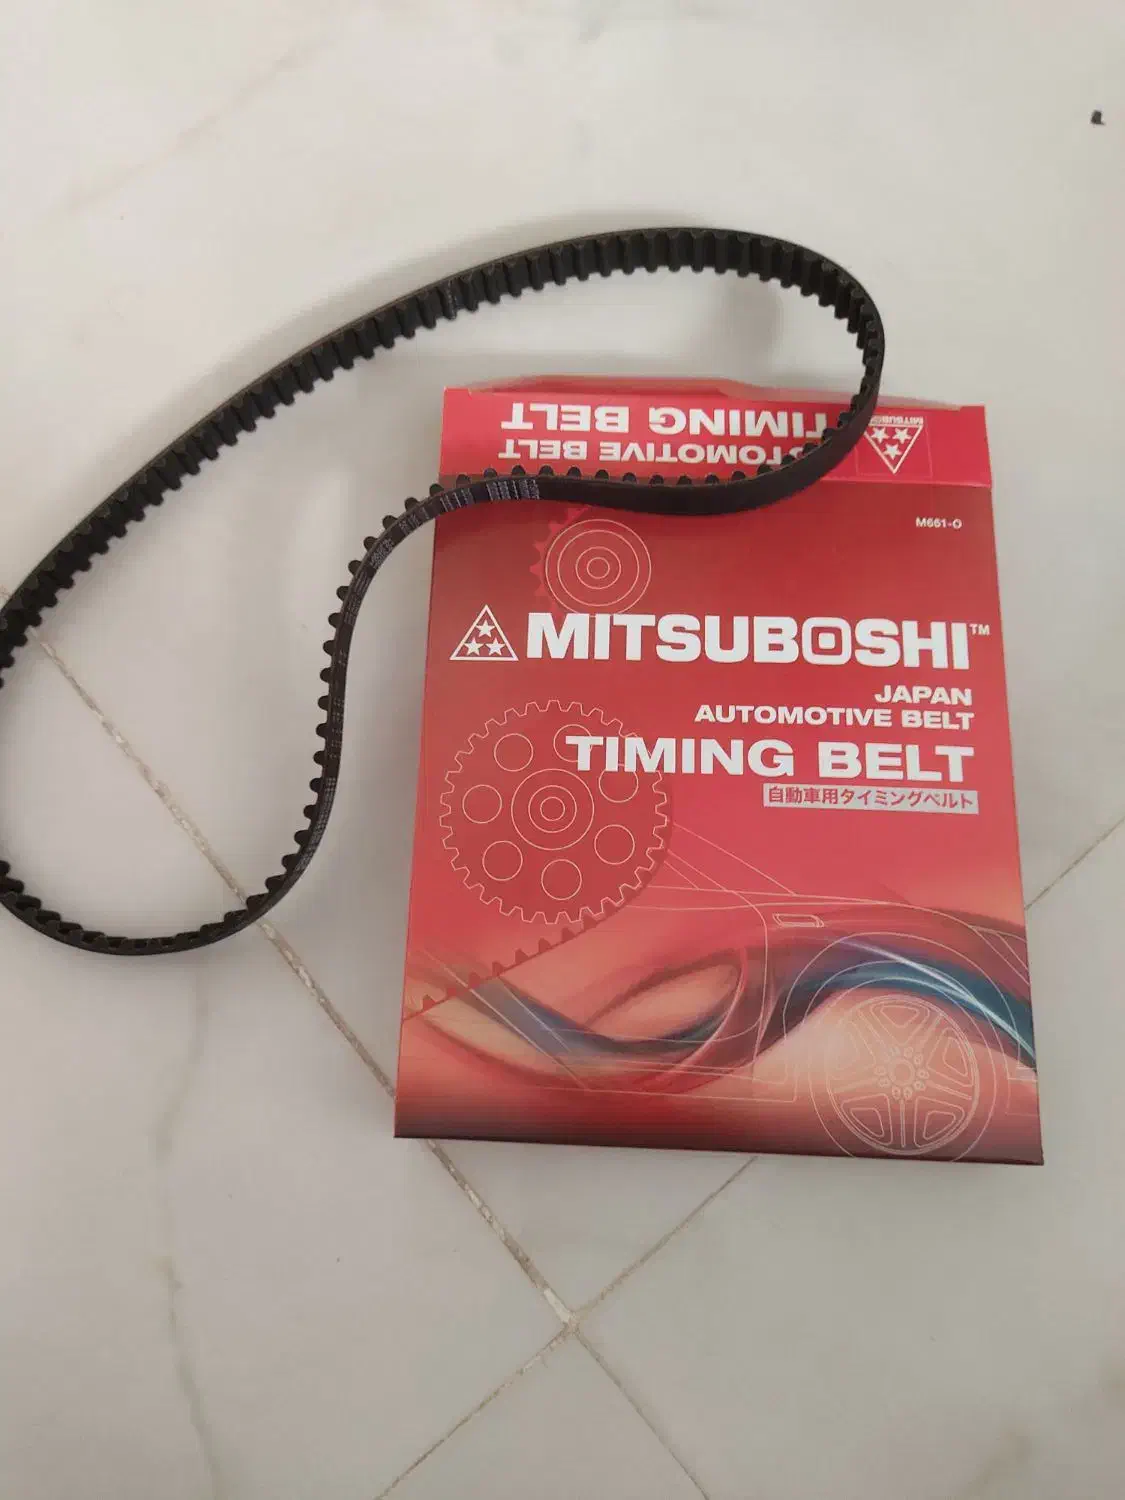 TIMING BELT
AUTOMOTIVE BELT
MITSUBOSHI
M661-O
MITSUBOSHI™
JAPAN
AUTOMOTIVE BELT
TIMING BELT
自動車用タイミングベルト